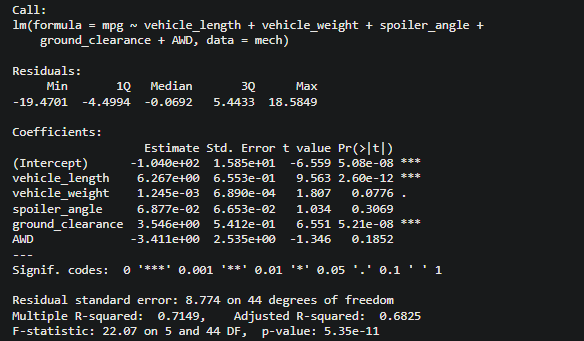 Call:
lm(formula = mpg ~ vehicle_length + vehicle_weight + spoiler_angle +
    ground_clearance + AWD, data = mech)

Residuals:
     Min       1Q   Median       3Q      Max
-19.4701  -4.4994  -0.0692   5.4433  18.5849

Coefficients:
                   Estimate Std. Error t value Pr(>|t|)
(Intercept)      -1.040e+02  1.585e+01  -6.559 5.08e-08 ***
vehicle_length    6.267e+00  6.553e-01   9.563 2.60e-12 ***
vehicle_weight    1.245e-03  6.890e-04   1.807   0.0776 .
spoiler_angle     6.877e-02  6.653e-02   1.034   0.3069
ground_clearance  3.546e+00  5.412e-01   6.551 5.21e-08 ***
AWD              -3.411e+00  2.535e+00  -1.346   0.1852
---
Signif. codes:  0 '***' 0.001 '**' 0.01 '*' 0.05 '.' 0.1 ' ' 1

Residual standard error: 8.774 on 44 degrees of freedom
Multiple R-squared:  0.7149,    Adjusted R-squared:  0.6825
F-statistic: 22.07 on 5 and 44 DF,  p-value: 5.35e-11